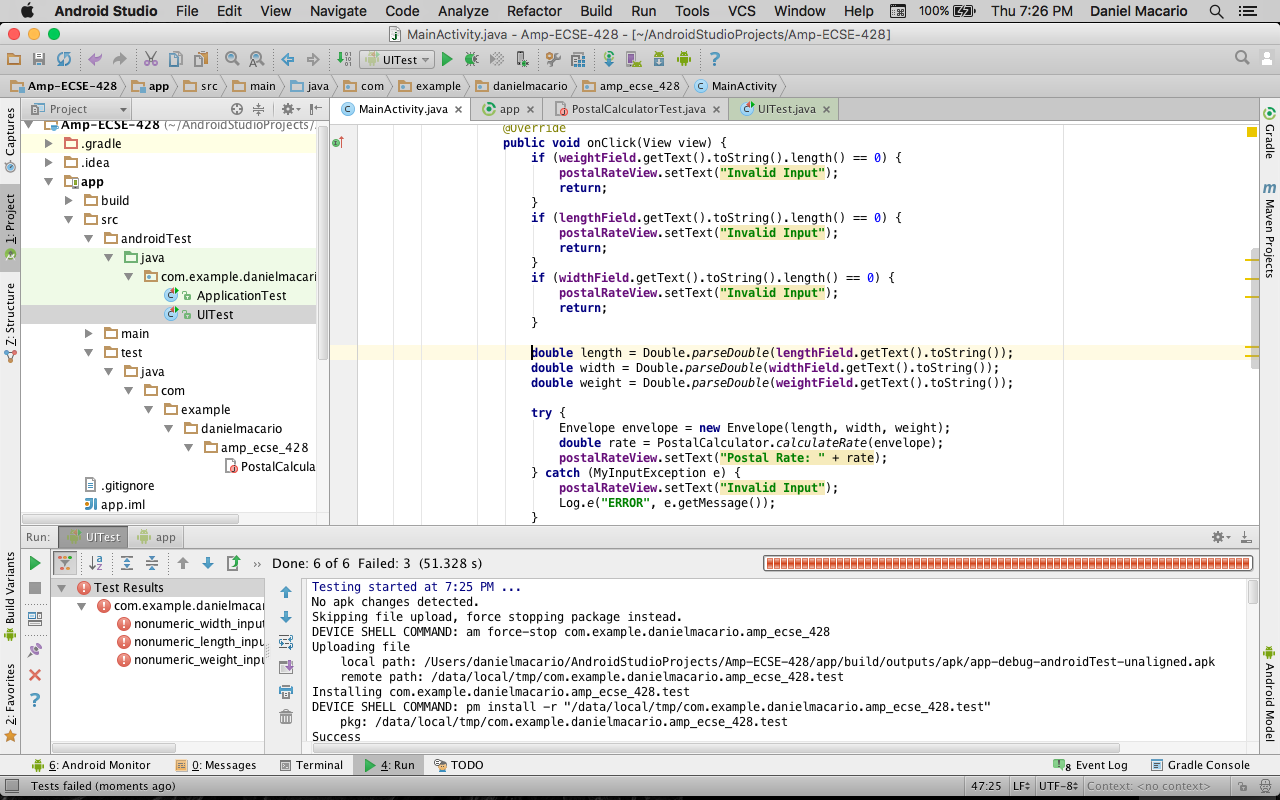 Android Studio File Edit View Navigate Code Analyze Refactor Build Run Tools VCS Window Help 100% Thu 7:26 PM Daniel Macario
MainActivity.java - Amp-ECSE-428 - [~/AndroidStudioProjects/Amp-ECSE-428]
UITest
Amp-ECSE-428 app src main java com example danielmacario amp_ecse_428 MainActivity
Captures
1: Project
Z: Structure
Build Variants
2: Favorites
Project
Amp-ECSE-428 (~/AndroidStudioProjects/
.gradle
.idea
app
build
src
androidTest
java
com.example.danielmacari
ApplicationTest
UITest
main
test
java
com
example
danielmacario
amp_ecse_428
PostalCalcula
.gitignore
app.iml
MainActivity.java app PostalCalculatorTest.java UITest.java
@Override
public void onClick(View view) {
if (weightField.getText().toString().length() == 0) {
postalRateView.setText("Invalid Input");
return;
}
if (lengthField.getText().toString().length() == 0) {
postalRateView.setText("Invalid Input");
return;
}
if (widthField.getText().toString().length() == 0) {
postalRateView.setText("Invalid Input");
return;
}
double length = Double.parseDouble(lengthField.getText().toString());
double width = Double.parseDouble(widthField.getText().toString());
double weight = Double.parseDouble(weightField.getText().toString());
try {
Envelope envelope = new Envelope(length, width, weight);
double rate = PostalCalculator.calculateRate(envelope);
postalRateView.setText("Postal Rate: " + rate);
} catch (MyInputException e) {
postalRateView.setText("Invalid Input");
Log.e("ERROR", e.getMessage());
}
Gradle
m Maven Projects
Android Model
Run: UITest app
Done: 6 of 6 Failed: 3 (51.328 s)
Test Results
com.example.danielmacar
nonumeric_width_inpu
nonumeric_length_inpu
nonumeric_weight_inpu
Testing started at 7:25 PM ...
No apk changes detected.
Skipping file upload, force stopping package instead.
DEVICE SHELL COMMAND: am force-stop com.example.danielmacario.amp_ecse_428
Uploading file
local path: /Users/danielmacario/AndroidStudioProjects/Amp-ECSE-428/app/build/outputs/apk/app-debug-androidTest-unaligned.apk
remote path: /data/local/tmp/com.example.danielmacario.amp_ecse_428.test
Installing com.example.danielmacario.amp_ecse_428.test
DEVICE SHELL COMMAND: pm install -r "/data/local/tmp/com.example.danielmacario.amp_ecse_428.test"
pkg: /data/local/tmp/com.example.danielmacario.amp_ecse_428.test
Success
6: Android Monitor 0: Messages Terminal 4: Run TODO 8 Event Log Gradle Console
Tests failed (moments ago) 47:25 LF UTF-8 Context: <no context>